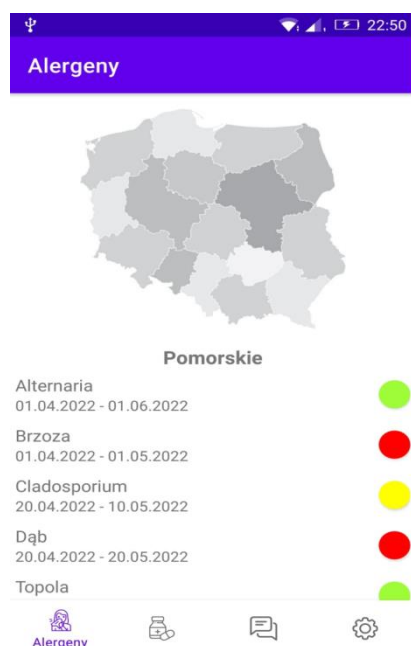 22:50
Alergeny
Pomorskie
Alternaria
01.04.2022 - 01.06.2022
Brzoza
01.04.2022 - 01.05.2022
Cladosporium
20.04.2022 - 10.05.2022
Dąb
20.04.2022 - 20.05.2022
Topola
Alergeny